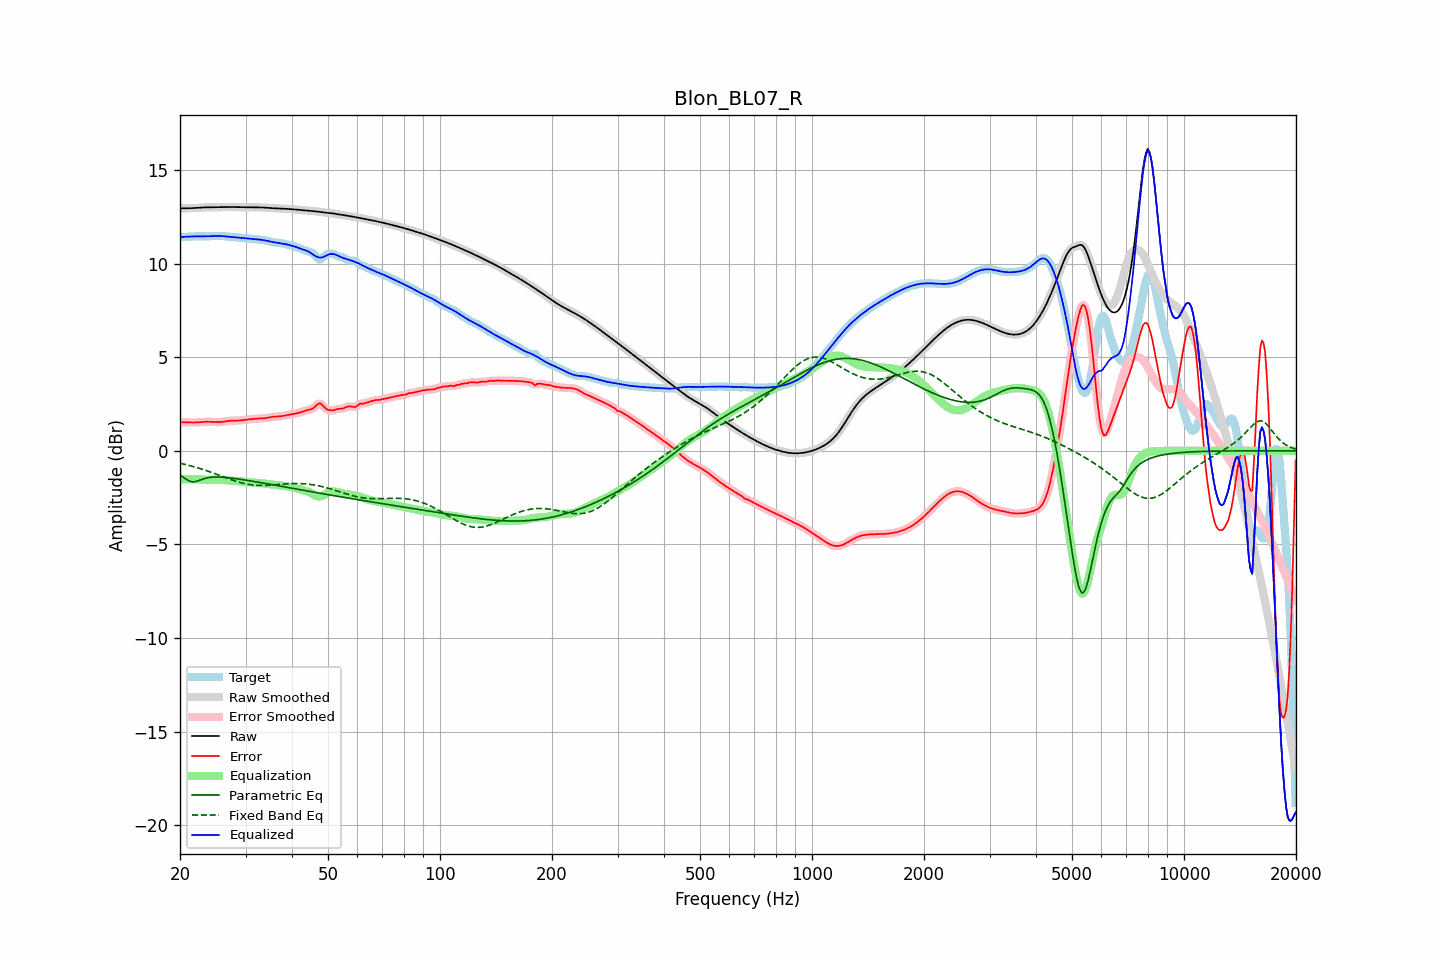 Blon_BL07_R
Amplitude (dBr)
15
10
5
0
−5
−10
−15
−20
Target
Raw Smoothed
Error Smoothed
Raw
Error
Equalization
Parametric Eq
Fixed Band Eq
Equalized
20 50 100 200 500 1000 2000 5000 10000 20000
Frequency (Hz)